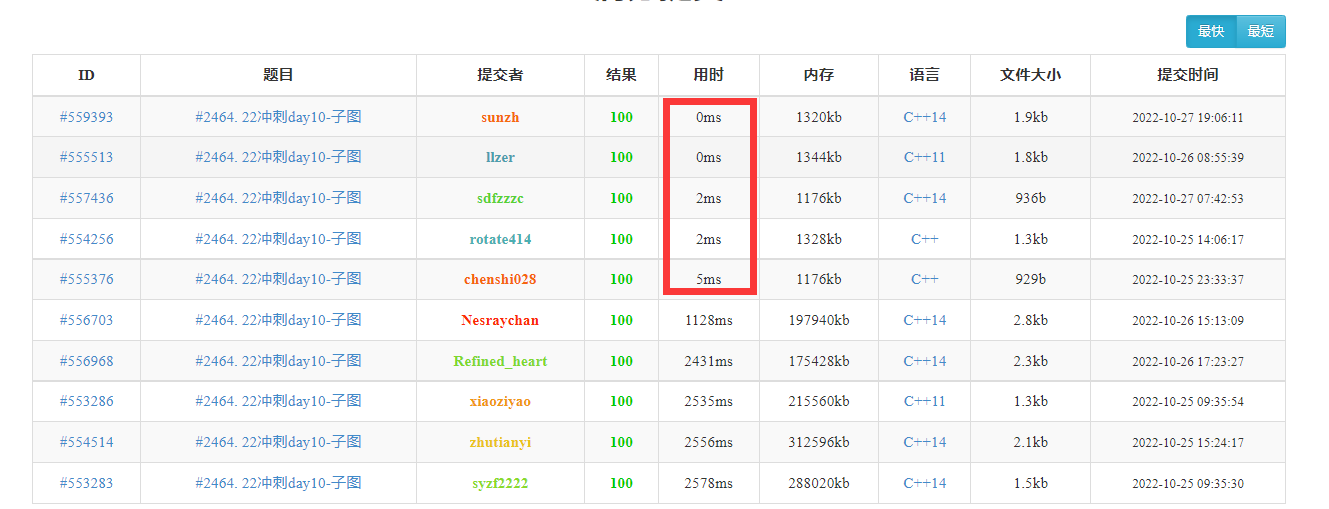 最快 最短
ID 题目 提交者 结果 用时 内存 语言 文件大小 提交时间
#559393 #2464. 22冲刺day10-子图 sunzh 100 0ms 1320kb C++14 1.9kb 2022-10-27 19:06:11
#555513 #2464. 22冲刺day10-子图 llzer 100 0ms 1344kb C++11 1.8kb 2022-10-26 08:55:39
#557436 #2464. 22冲刺day10-子图 sdfzzzc 100 2ms 1176kb C++14 936b 2022-10-27 07:42:53
#554256 #2464. 22冲刺day10-子图 rotate414 100 2ms 1328kb C++ 1.3kb 2022-10-25 14:06:17
#555376 #2464. 22冲刺day10-子图 chenshi028 100 5ms 1176kb C++ 929b 2022-10-25 23:33:37
#556703 #2464. 22冲刺day10-子图 Nesraychan 100 1128ms 197940kb C++14 2.8kb 2022-10-26 15:13:09
#556968 #2464. 22冲刺day10-子图 Refined_heart 100 2431ms 175428kb C++14 2.3kb 2022-10-26 17:23:27
#553286 #2464. 22冲刺day10-子图 xiaoziyao 100 2535ms 215560kb C++11 1.3kb 2022-10-25 09:35:54
#554514 #2464. 22冲刺day10-子图 zhutianyi 100 2556ms 312596kb C++14 2.1kb 2022-10-25 15:24:17
#553283 #2464. 22冲刺day10-子图 syzf2222 100 2578ms 288020kb C++14 1.5kb 2022-10-25 09:35:30